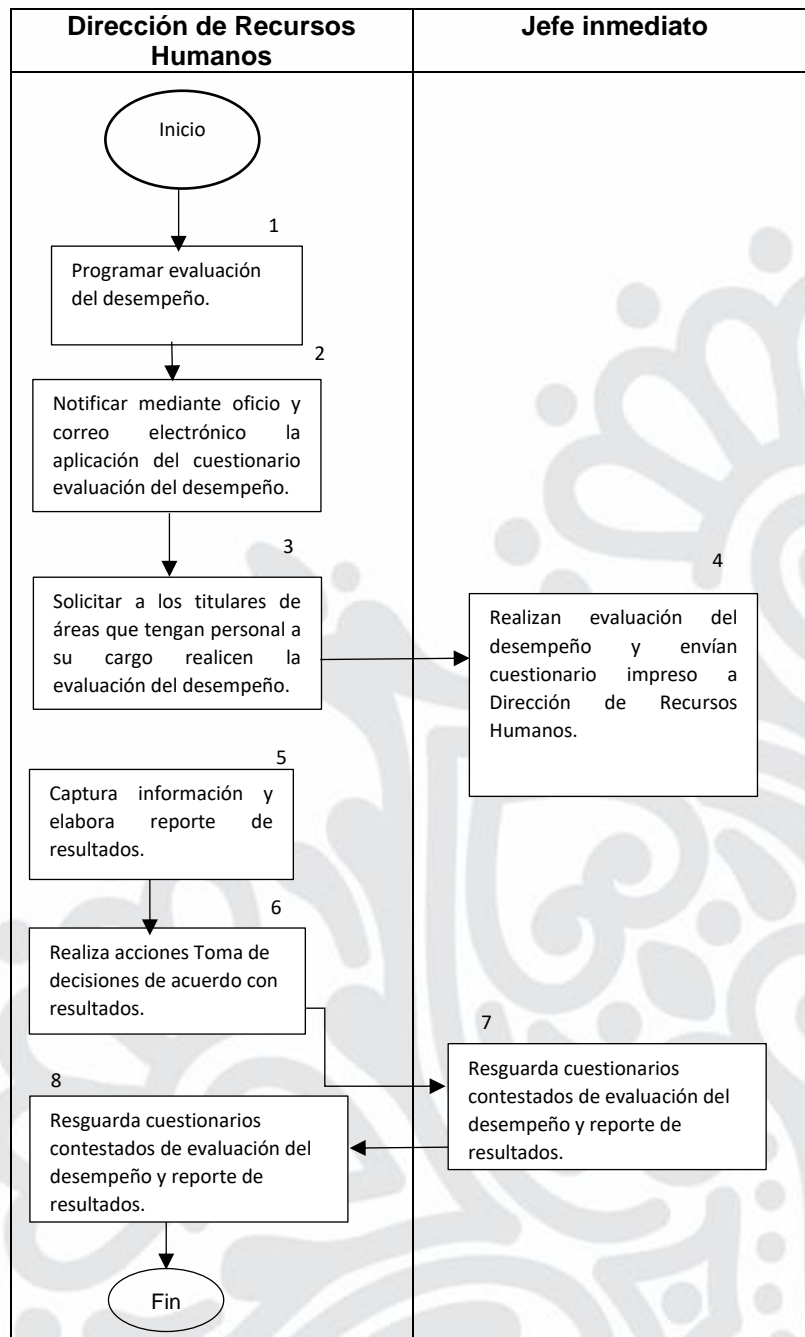 Dirección de Recursos
Humanos
Jefe inmediato
Inicio
1
Programar evaluación
del desempeño.
2
Notificar mediante oficio y
correo electrónico la
aplicación del cuestionario
evaluación del desempeño.
3
Solicitar a los titulares de
áreas que tengan personal a
su cargo realicen la
evaluación del desempeño.
4
Realizan evaluación del
desempeño y envían
cuestionario impreso a
Dirección de Recursos
Humanos.
5
Captura información y
elabora reporte de
resultados.
6
Realiza acciones Toma de
decisiones de acuerdo con
resultados.
7
Resguarda cuestionarios
contestados de evaluación del
desempeño y reporte de
resultados.
8
Resguarda cuestionarios
contestados de evaluación del
desempeño y reporte de
resultados.
Fin